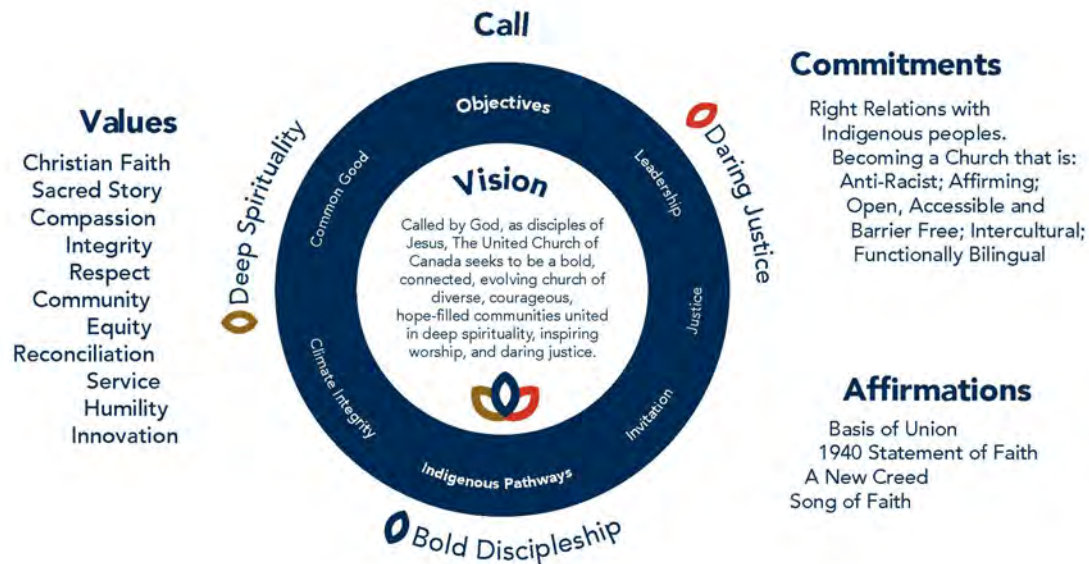 Call
Values
Christian Faith
Sacred Story
Compassion
Integrity
Respect
Community
Equity
Reconciliation
Service
Humility
Innovation
Deep Spirituality
Objectives
Common Good
Leadership
Justice
Invitation
Indigenous Pathways
Climate Integrity
Vision
Called by God, as disciples of
Jesus, The United Church of
Canada seeks to be a bold,
connected, evolving church of
diverse, courageous,
hope-filled communities united
in deep spirituality, inspiring
worship, and daring justice.
Daring Justice
Bold Discipleship
Commitments
Right Relations with
Indigenous peoples.
Becoming a Church that is:
Anti-Racist; Affirming;
Open, Accessible and
Barrier Free; Intercultural;
Functionally Bilingual
Affirmations
Basis of Union
1940 Statement of Faith
A New Creed
Song of Faith